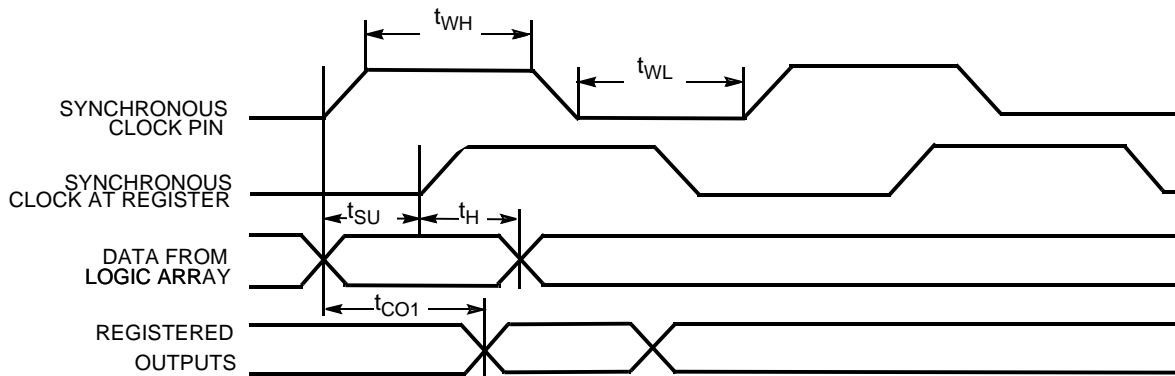 tWH
tWL
SYNCHRONOUS
CLOCK PIN
SYNCHRONOUS
CLOCK AT REGISTER
tSU
tH
DATA FROM
LOGIC ARRAY
tCO1
REGISTERED
OUTPUTS